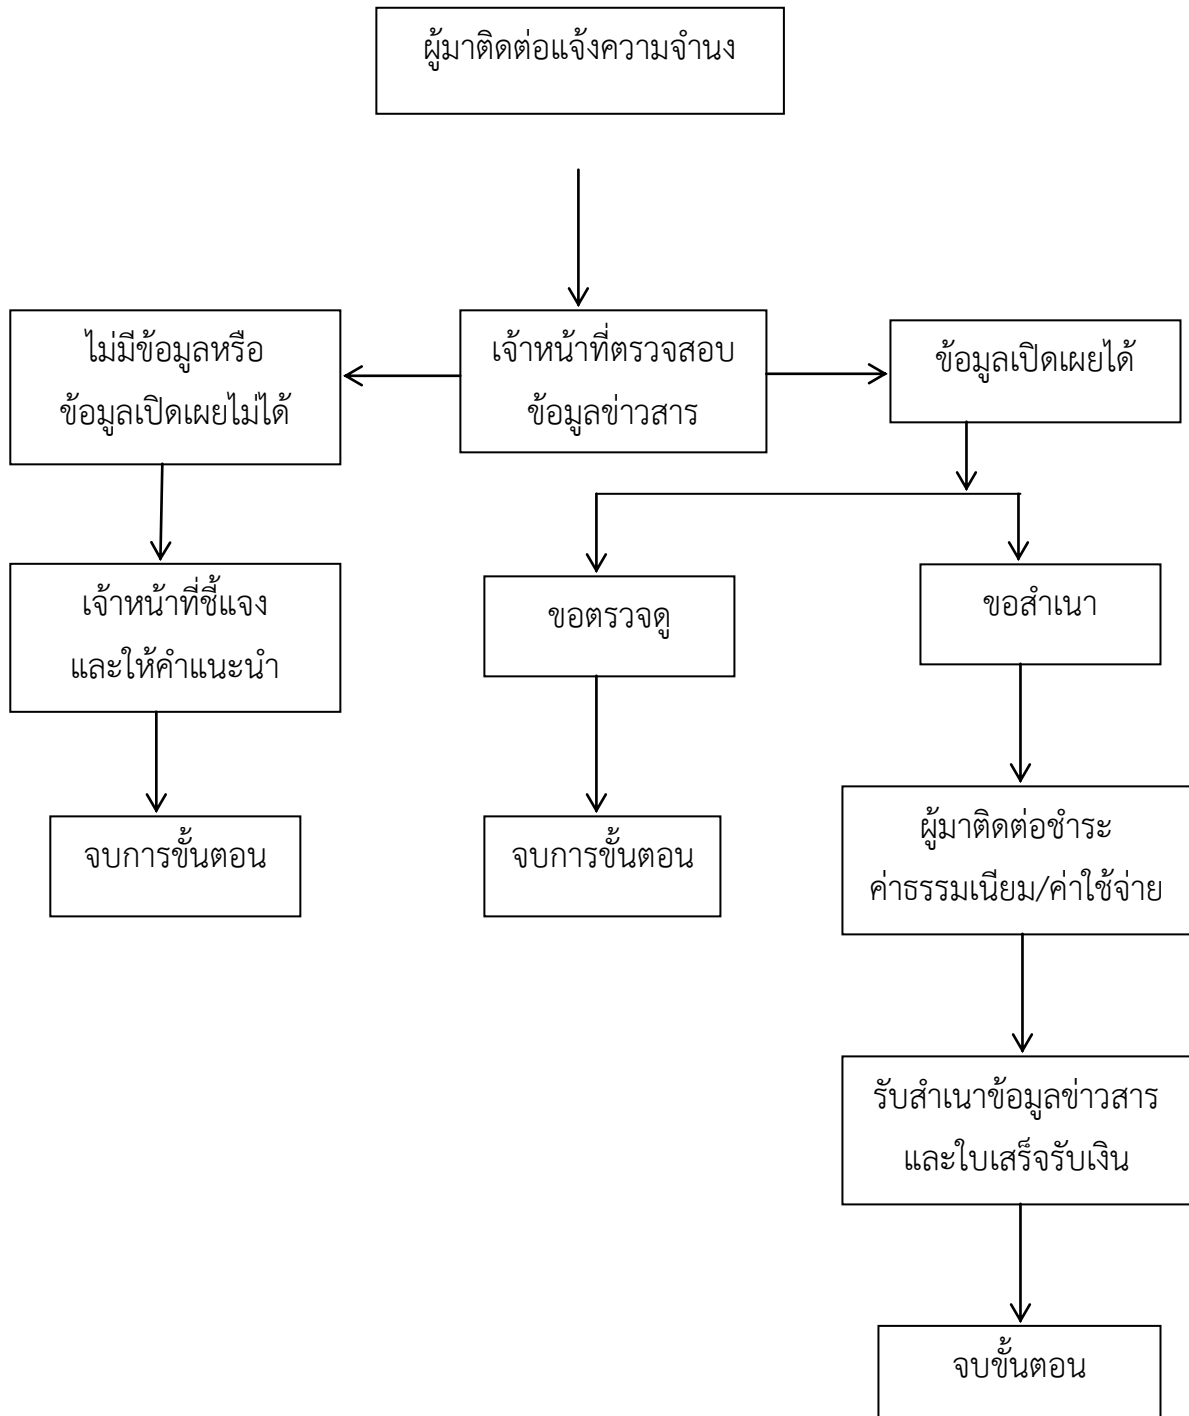 ผู้มาติดต่อแจ้งความจำนง
ไม่มีข้อมูลหรือ
ข้อมูลเปิดเผยไม่ได้
เจ้าหน้าที่ตรวจสอบ
ข้อมูลข่าวสาร
ข้อมูลเปิดเผยได้
เจ้าหน้าที่ชี้แจง
และให้คำแนะนำ
ขอตรวจดู
ขอสำเนา
จบการขั้นตอน
จบการขั้นตอน
ผู้มาติดต่อชำระ
ค่าธรรมเนียม/ค่าใช้จ่าย
รับสำเนาข้อมูลข่าวสาร
และใบเสร็จรับเงิน
จบขั้นตอน